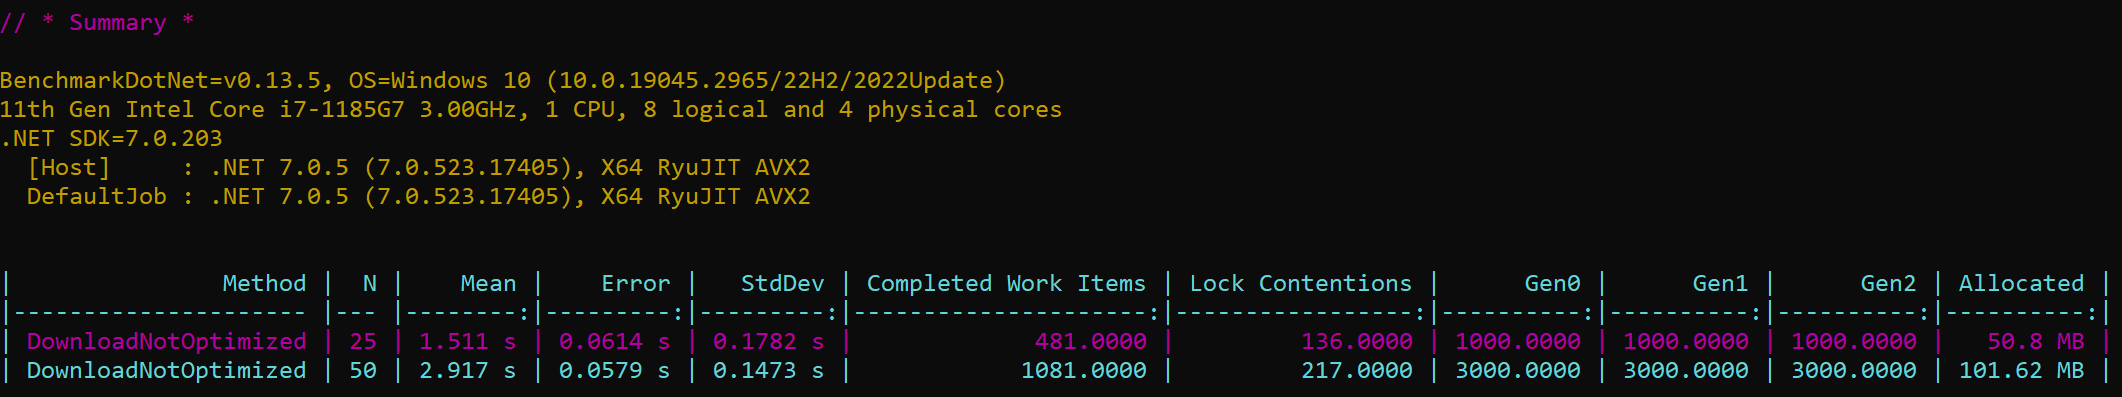 // * Summary *
BenchmarkDotNet=v0.13.5, OS=Windows 10 (10.0.19045.2965/22H2/2022Update)
11th Gen Intel Core i7-1185G7 3.00GHz, 1 CPU, 8 logical and 4 physical cores
.NET SDK=7.0.203
  [Host]     : .NET 7.0.5 (7.0.523.17405), X64 RyuJIT AVX2
  DefaultJob : .NET 7.0.5 (7.0.523.17405), X64 RyuJIT AVX2
|               Method |  N |    Mean |     Error |    StdDev | Completed Work Items | Lock Contentions |      Gen0 |      Gen1 |      Gen2 | Allocated |
|--------------------- |--- |--------:|----------:|----------:|---------------------:|-----------------:|----------:|----------:|----------:|----------:|
| DownloadNotOptimized | 25 | 1.511 s |  0.0614 s |  0.1782 s |             481.0000 |         136.0000 | 1000.0000 | 1000.0000 | 1000.0000 |   50.8 MB |
| DownloadNotOptimized | 50 | 2.917 s |  0.0579 s |  0.1473 s |            1081.0000 |         217.0000 | 3000.0000 | 3000.0000 | 3000.0000 | 101.62 MB |